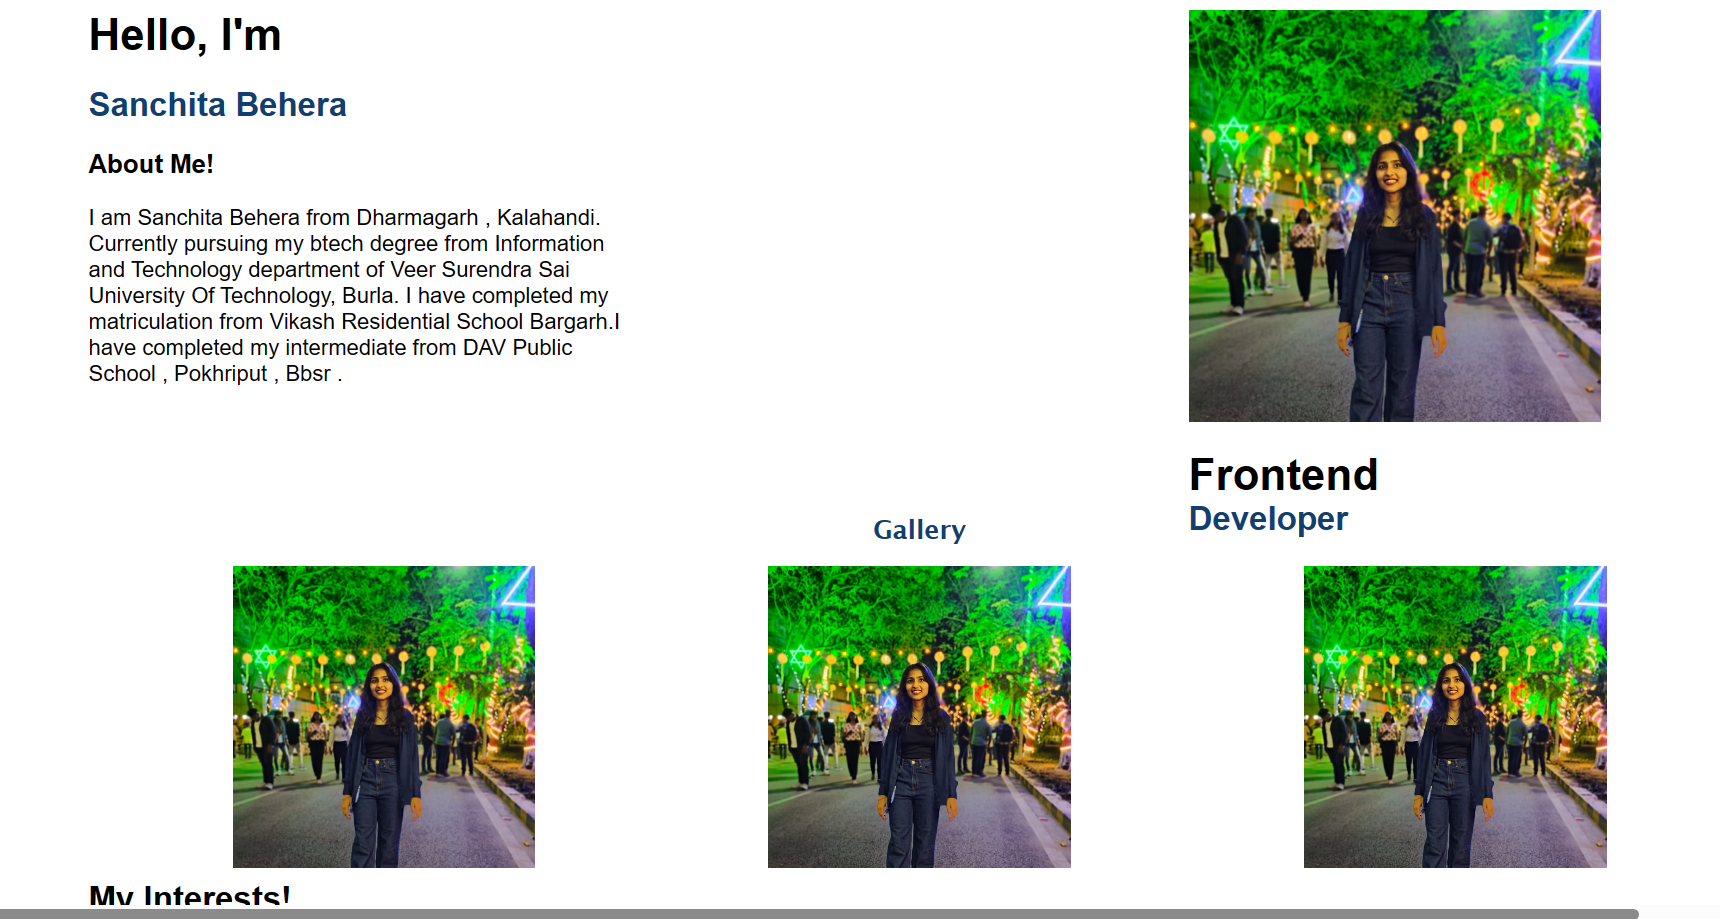 Hello, I'm
Sanchita Behera
About Me!
I am Sanchita Behera from Dharmagarh , Kalahandi.
Currently pursuing my btech degree from Information
and Technology department of Veer Surendra Sai
University Of Technology, Burla. I have completed my
matriculation from Vikash Residential School Bargarh.I
have completed my intermediate from DAV Public
School , Pokhriput , Bbsr .
Frontend
Developer
Gallery
My Interests!